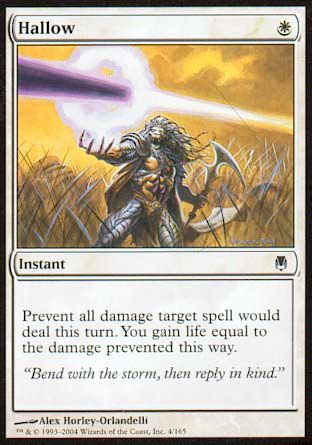 Hallow
Instant
Prevent all damage target spell would
deal this turn. You gain life equal to
the damage prevented this way.
"Bend with the storm, then reply in kind."
Alex Horley-Orlandelli
™ & © 1993–2004 Wizards of the Coast, Inc. 4/165